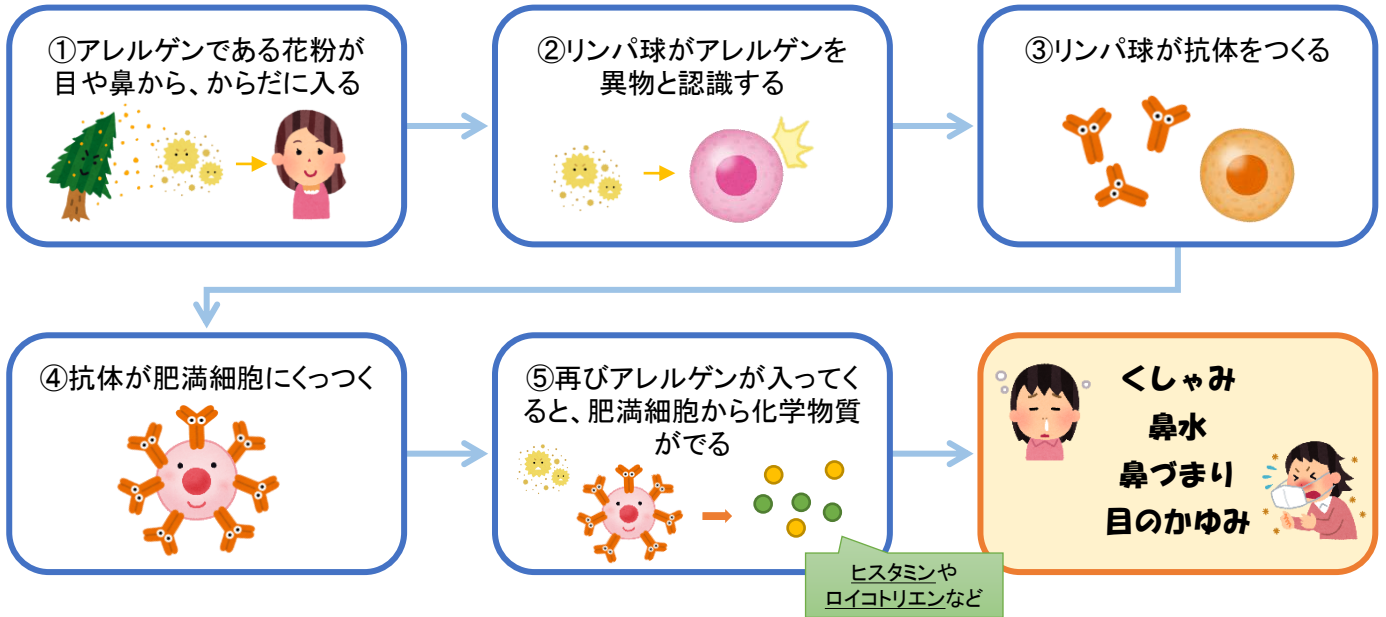 ①アレルゲンである花粉が
目や鼻から、からだに入る
②リンパ球がアレルゲンを
異物と認識する
③リンパ球が抗体をつくる
④抗体が肥満細胞にくっつく
⑤再びアレルゲンが入ってく
ると、肥満細胞から化学物質
がでる
ヒスタミンや
ロイコトリエンなど
くしゃみ
鼻水
鼻づまり
目のかゆみ